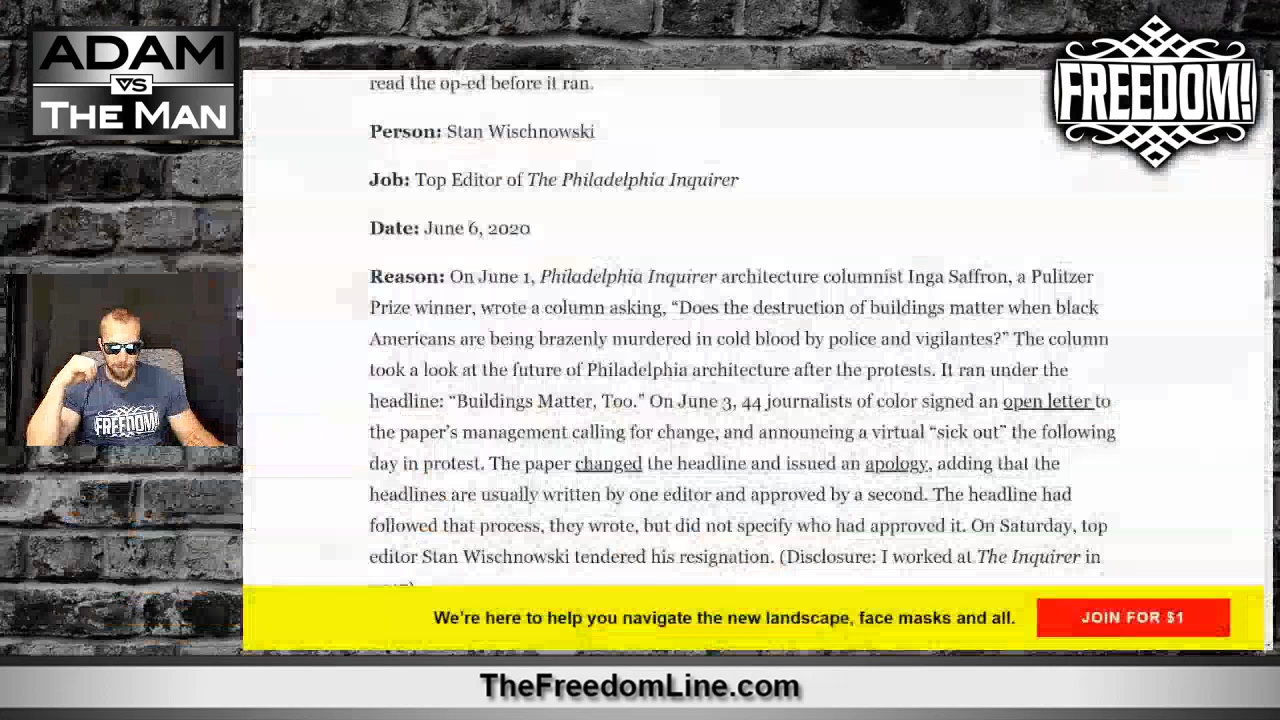 ADAM
VS
THE MAN
FREEDOM!
read the op-ed before it ran.
Person: Stan Wischnowski
Job: Top Editor of The Philadelphia Inquirer
Date: June 6, 2020
Reason: On June 1, Philadelphia Inquirer architecture columnist Inga Saffron, a Pulitzer
Prize winner, wrote a column asking, “Does the destruction of buildings matter when black
Americans are being brazenly murdered in cold blood by police and vigilantes?” The column
took a look at the future of Philadelphia architecture after the protests. It ran under the
headline: “Buildings Matter, Too.” On June 3, 44 journalists of color signed an open letter to
the paper’s management calling for change, and announcing a virtual “sick out” the following
day in protest. The paper changed the headline and issued an apology, adding that the
headlines are usually written by one editor and approved by a second. The headline had
followed that process, they wrote, but did not specify who had approved it. On Saturday, top
editor Stan Wischnowski tendered his resignation. (Disclosure: I worked at The Inquirer in
FREEDOM!
We're here to help you navigate the new landscape, face masks and all.
JOIN FOR $1
TheFreedomLine.com